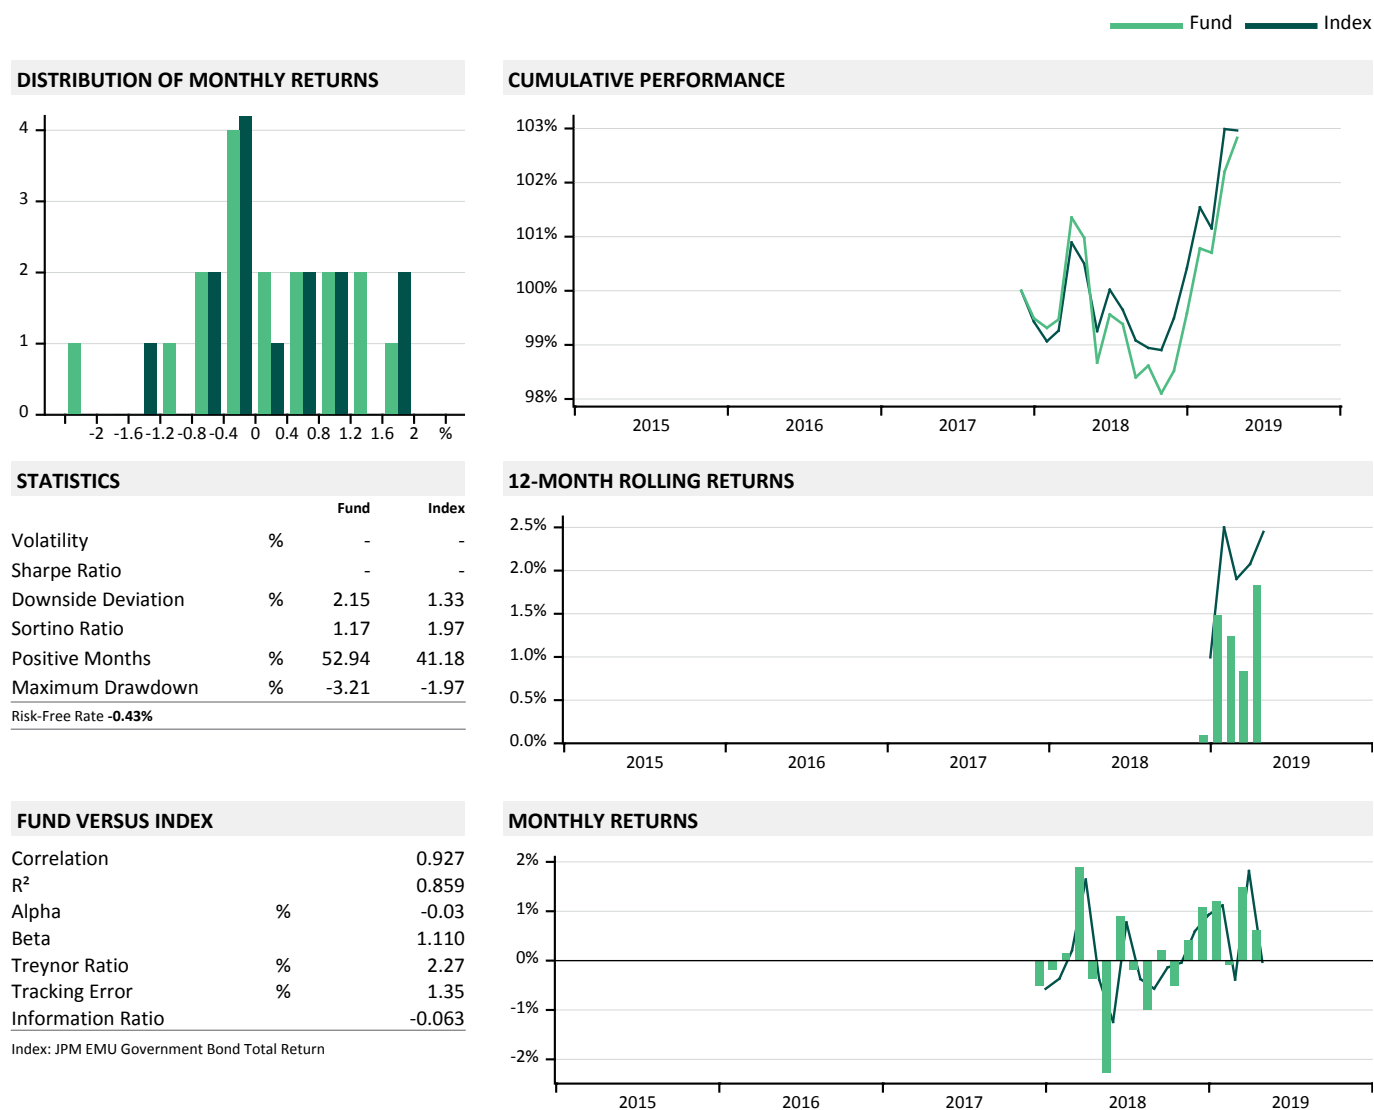 Fund Index
DISTRIBUTION OF MONTHLY RETURNS
4
3
2
1
0
-2 -1.6 -1.2 -0.8 -0.4 0 0.4 0.8 1.2 1.6 2 %
CUMULATIVE PERFORMANCE
103%
102%
101%
100%
99%
98%
2015 2016 2017 2018 2019
STATISTICS
Fund Index
Volatility % - -
Sharpe Ratio - -
Downside Deviation % 2.15 1.33
Sortino Ratio 1.17 1.97
Positive Months % 52.94 41.18
Maximum Drawdown % -3.21 -1.97
Risk-Free Rate -0.43%
12-MONTH ROLLING RETURNS
2.5%
2.0%
1.5%
1.0%
0.5%
0.0%
2015 2016 2017 2018 2019
FUND VERSUS INDEX
Correlation 0.927
R² 0.859
Alpha % -0.03
Beta 1.110
Treynor Ratio % 2.27
Tracking Error % 1.35
Information Ratio -0.063
Index: JPM EMU Government Bond Total Return
MONTHLY RETURNS
2%
1%
0%
-1%
-2%
2015 2016 2017 2018 2019